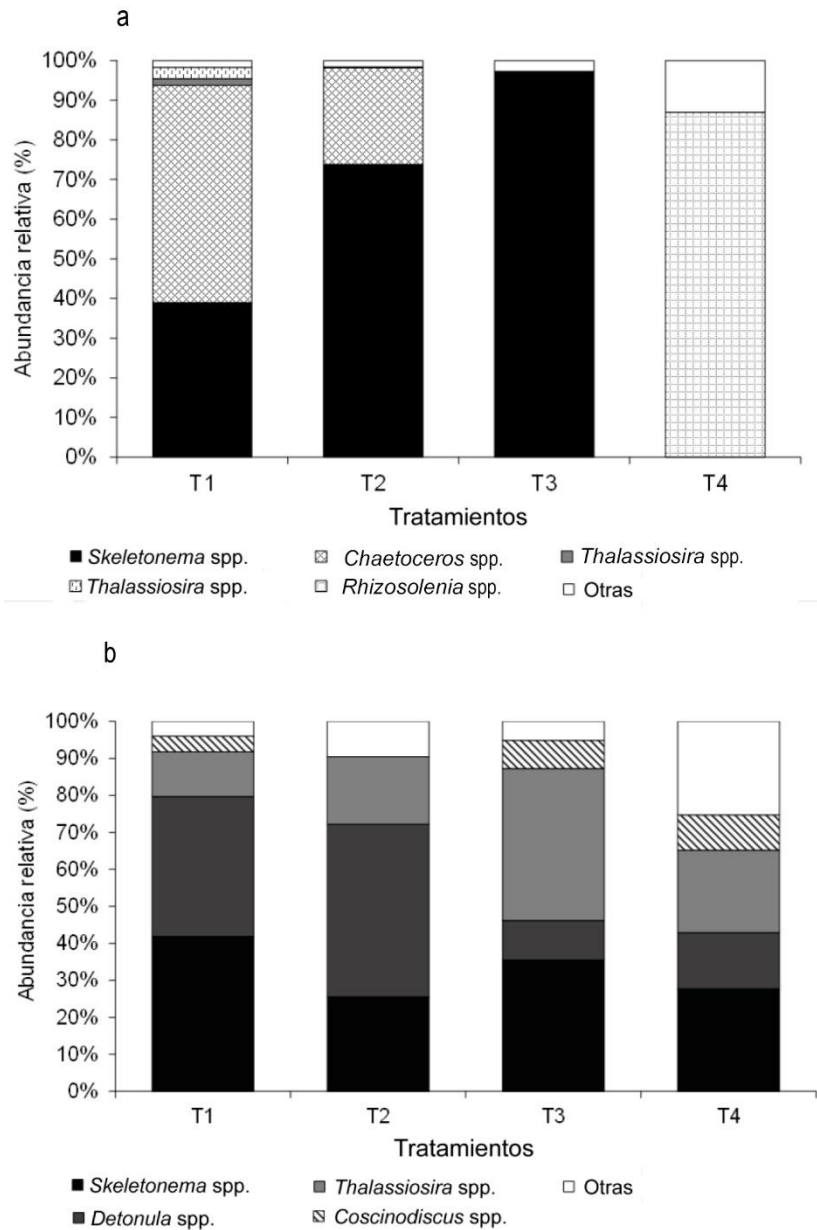 a
Abundancia relativa (%)
100%
90%
80%
70%
60%
50%
40%
30%
20%
10%
0%
T1 T2 T3 T4
Tratamientos
Skeletonema spp. Chaetoceros spp. Thalassiosira spp.
Thalassiosira spp. Rhizosolenia spp. Otras
b
Abundancia relativa (%)
100%
90%
80%
70%
60%
50%
40%
30%
20%
10%
0%
T1 T2 T3 T4
Tratamientos
Skeletonema spp. Thalassiosira spp. Otras
Detonula spp. Coscinodiscus spp.